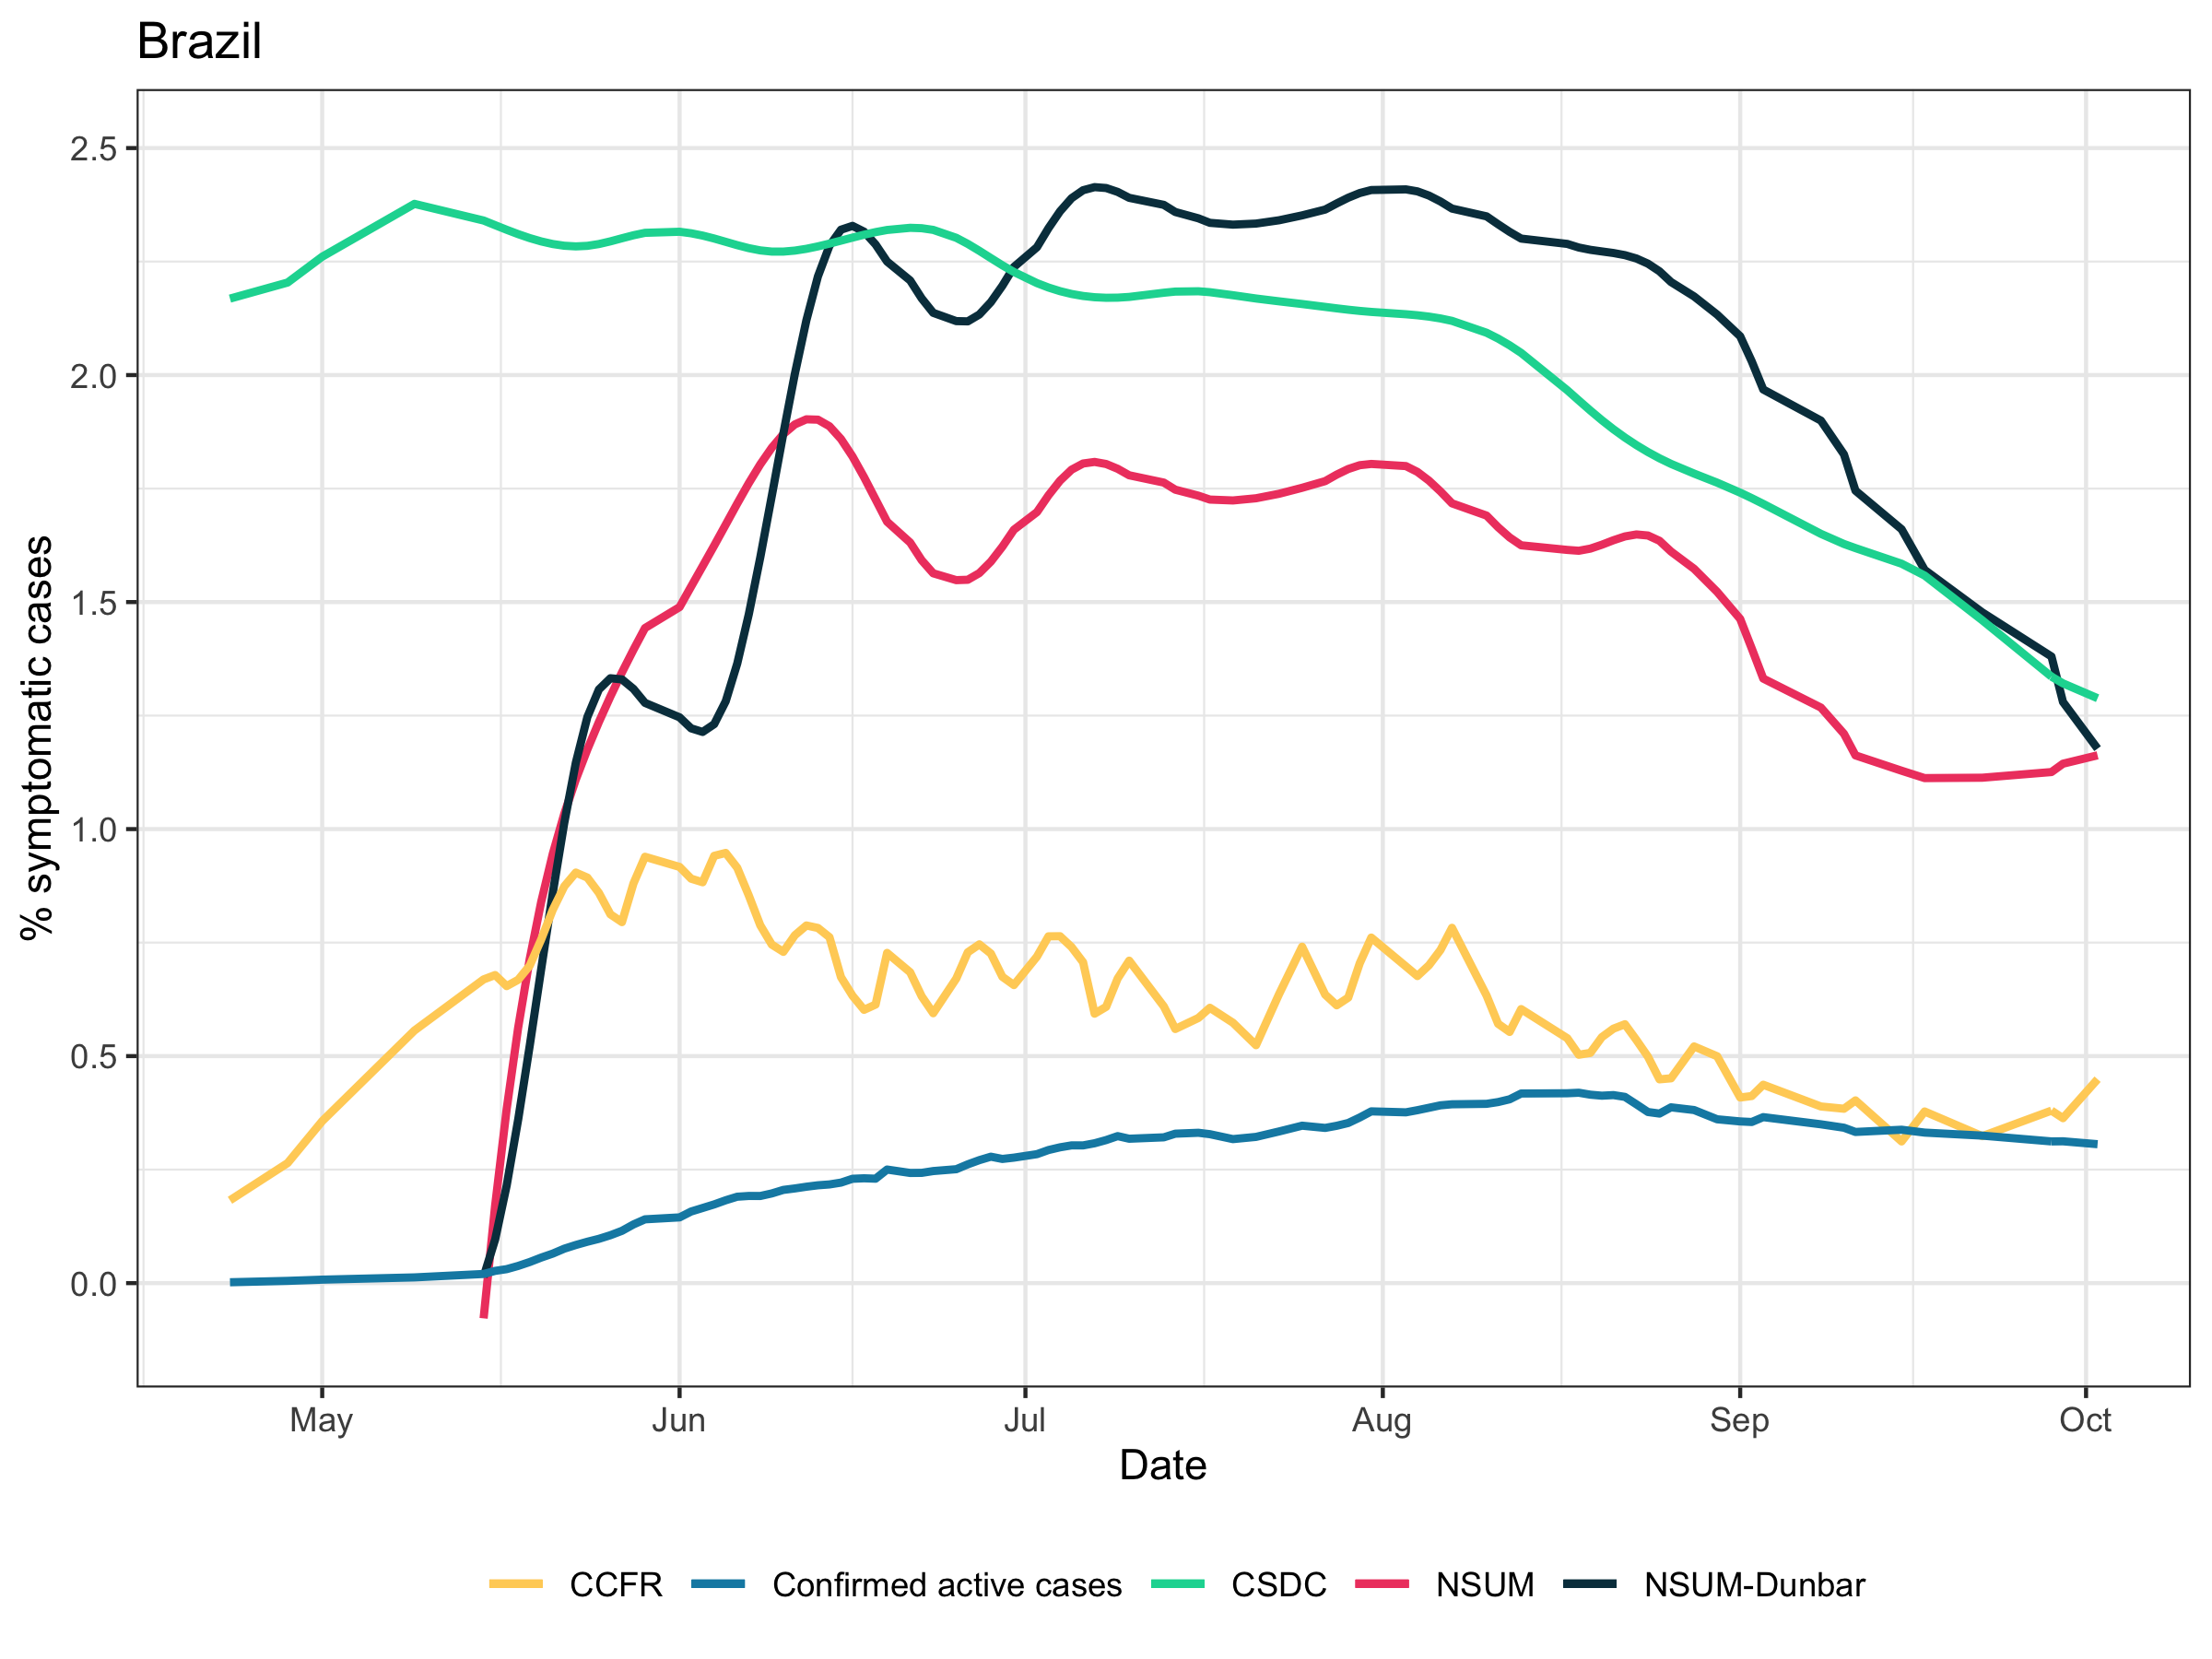 Brazil
2.5
2.0
1.5
1.0
0.5
0.0
% symptomatic cases
May Jun Jul Aug Sep Oct
Date
CCFR Confirmed active cases CSDC NSUM NSUM-Dunbar